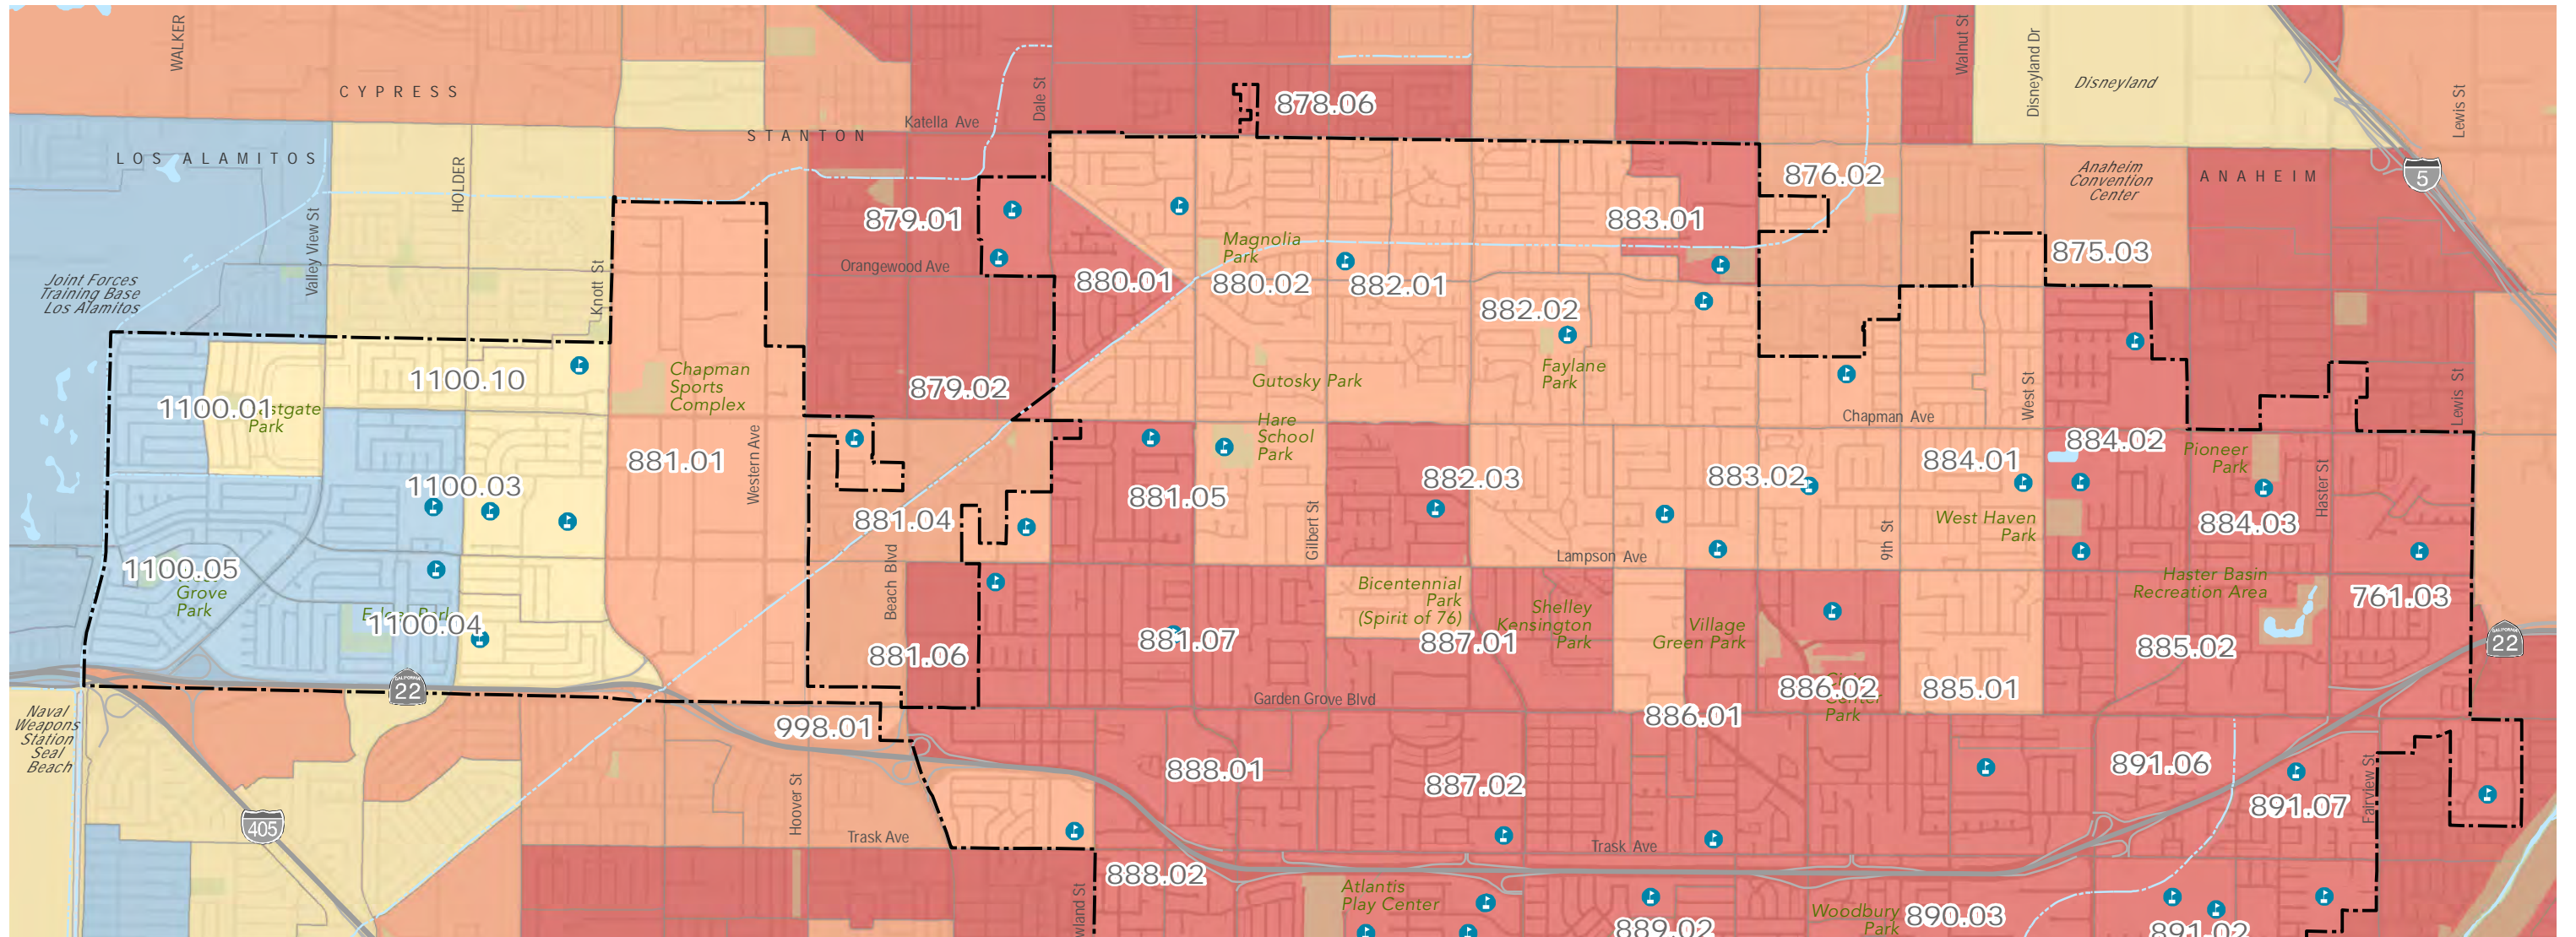 WALKER
CYPRESS
Katella Ave
Dale St
878.06
Walnut St
Disneyland Dr
Disneyland
Lewis St
STANTON
LOS ALAMITOS
HOLDER
876.02
Anaheim
Convention
Center
ANAHEIM
5
Valley View St
879.01
883.01
Magnolia
Park
875.03
Joint Forces
Training Base
Los Alamitos
Knott St
Orangewood Ave
880.01
880.02
882.01
882.02
Chapman
Sports
Complex
1100.10
879.02
Gutosky Park
Faylane
Park
West St
Lewis St
1100.01
Park
Chapman Ave
Hare
School
Park
881.01
Western Ave
884.02
Pioneer
Park
Haster St
1100.03
881.05
882.03
883.02
884.01
881.04
Gilbert St
9th St
West Haven
Park
884.03
Lampson Ave
1100.05
Grove
Park
Beach Blvd
Bicentennial
Park
(Spirit of 76)
Shelley
Kensington
Park
Village
Green Park
Haster Basin
Recreation Area
761.03
1100.04
881.06
881.07
887.01
885.02
22
22
886.02
885.01
Center
Park
Garden Grove Blvd
886.01
Naval
Weapons
Station
Seal
Beach
998.01
888.01
887.02
891.06
891.07
Fairview St
405
Hoover St
Trask Ave
Trask Ave
888.02
Atlantis
Play Center
Woodbury
Park
890.03
889.02
891.02